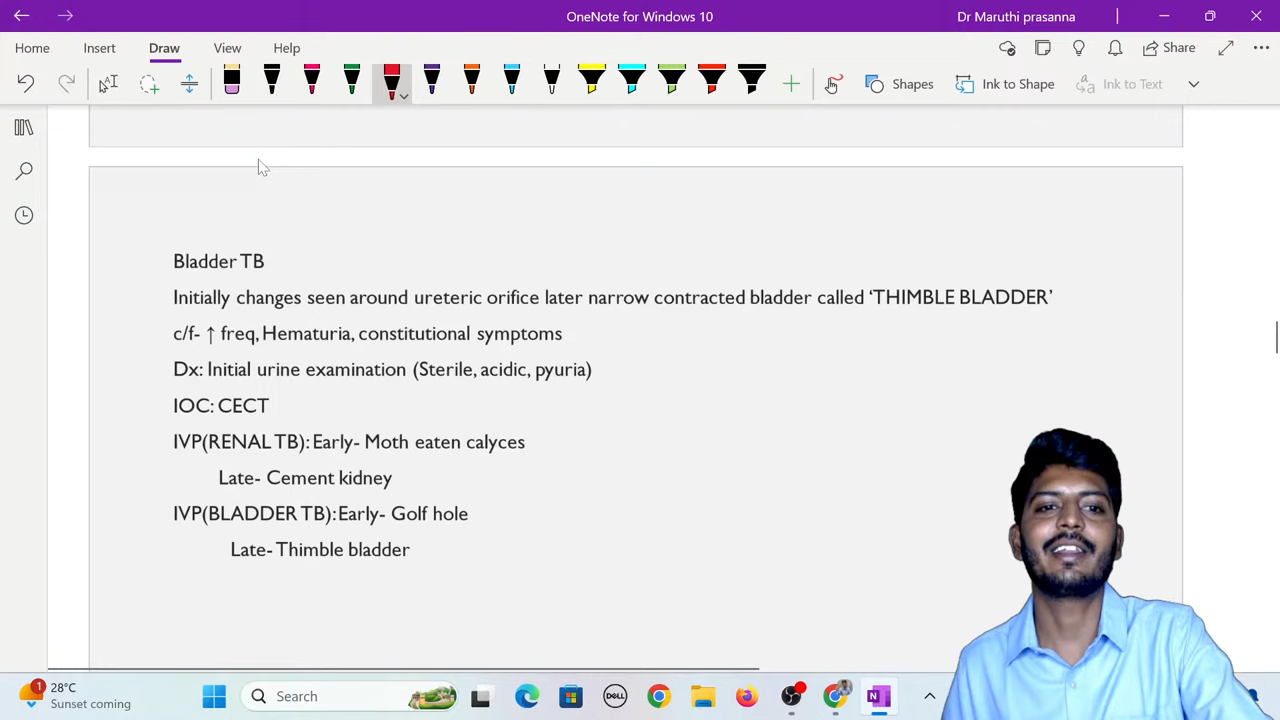 OneNote for Windows 10
Dr Maruthi prasanna
Home Insert Draw View Help
Share
Shapes
Ink to Shape
Ink to Text
Bladder TB
Initially changes seen around ureteric orifice later narrow contracted bladder called ‘THIMBLE BLADDER’
c/f- ↑ freq, Hematuria, constitutional symptoms
Dx: Initial urine examination (Sterile, acidic, pyuria)
IOC: CECT
IVP(RENAL TB): Early- Moth eaten calyces
Late- Cement kidney
IVP(BLADDER TB): Early- Golf hole
Late- Thimble bladder
1
28°C
Sunset coming
Search
DELL
N